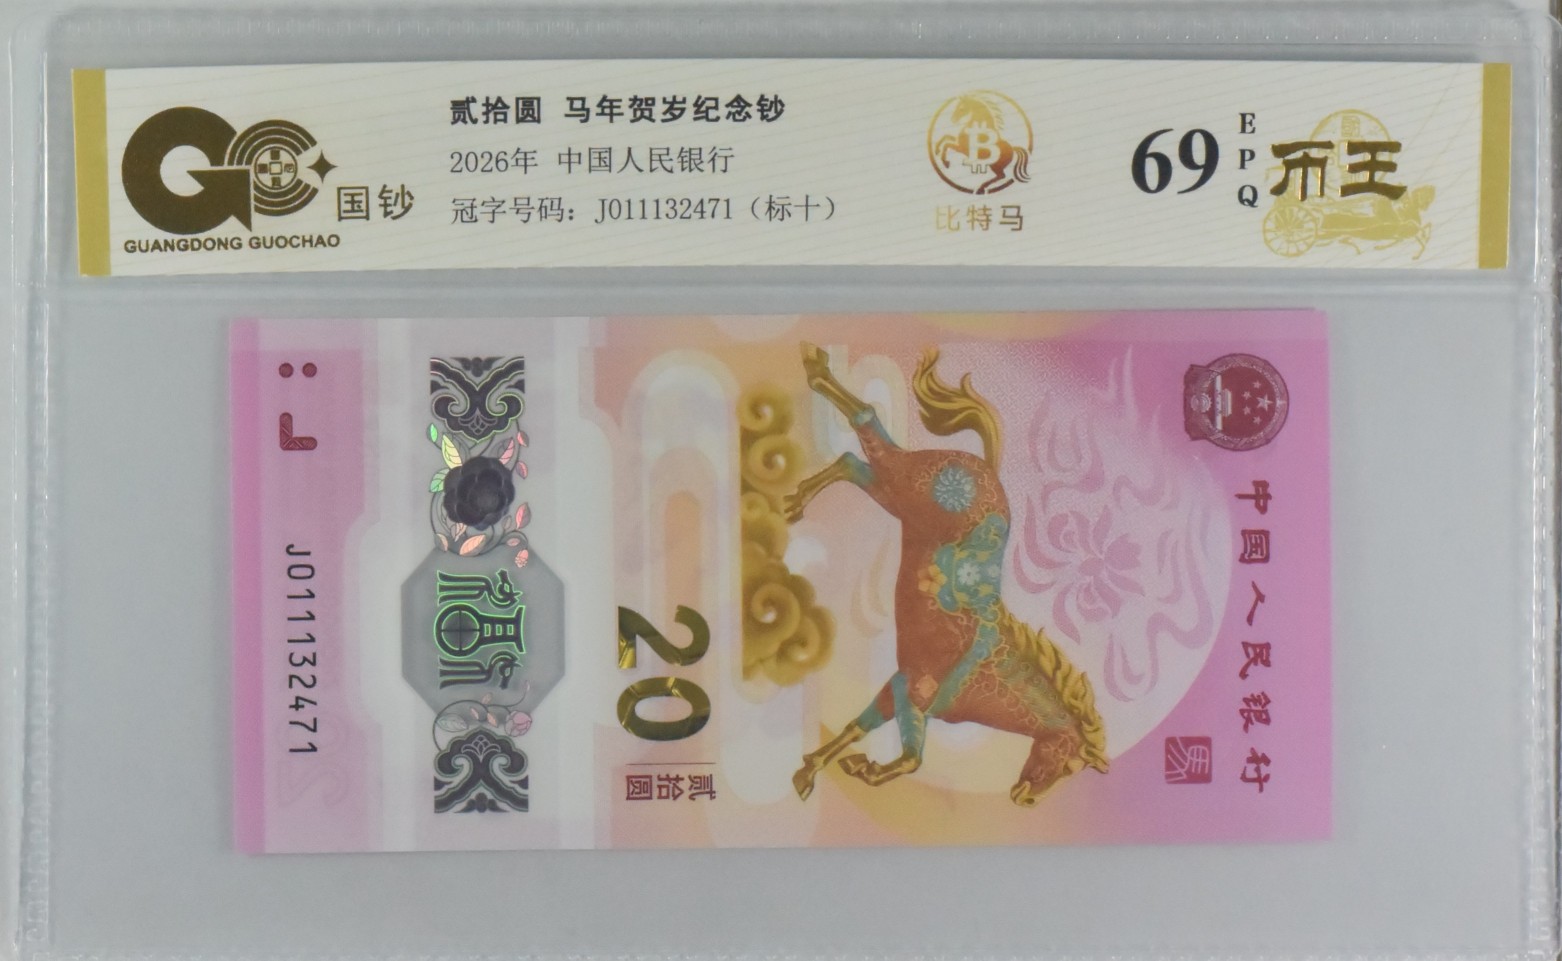 国钞
GUANGDONG GUOCHAO
贰拾圆 马年贺岁纪念钞
2026年 中国人民银行
冠字号码：J011132471（标十）
B
比特马
69
EPQ
币王
中国人民银行
J011132471
20
贰拾圆